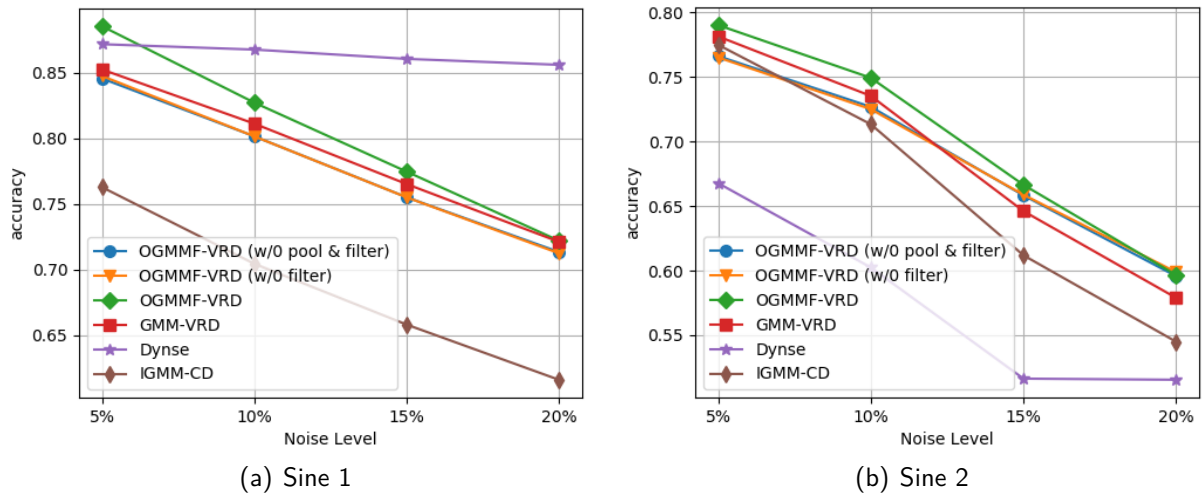 0.85
0.80
0.75
0.70
0.65
accuracy
OGMMF-VRD (w/0 pool & filter)
OGMMF-VRD (w/0 filter)
OGMMF-VRD
GMM-VRD
Dynse
IGMM-CD
5% 10% 15% 20%
Noise Level
(a) Sine 1
0.80
0.75
0.70
0.65
0.60
0.55
accuracy
OGMMF-VRD (w/0 pool & filter)
OGMMF-VRD (w/0 filter)
OGMMF-VRD
GMM-VRD
Dynse
IGMM-CD
5% 10% 15% 20%
Noise Level
(b) Sine 2